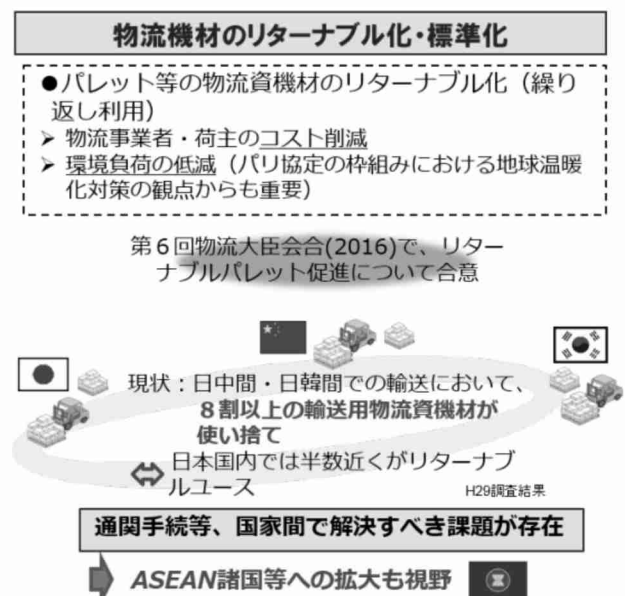 物流機材のリターナブル化・標準化
●パレット等の物流資機材のリターナブル化（繰り
返し利用）
➢ 物流事業者・荷主のコスト削減
➢ 環境負荷の低減（パリ協定の枠組みにおける地球温暖
化対策の観点からも重要）
第６回物流大臣会合(2016)で、リター
ナブルパレット促進について合意
現状：日中間・日韓間での輸送において、
８割以上の輸送用物流資機材が
使い捨て
⇔ 日本国内では半数近くがリターナブ
ルユース
H29調査結果
通関手続等、国家間で解決すべき課題が存在
ASEAN諸国等への拡大も視野